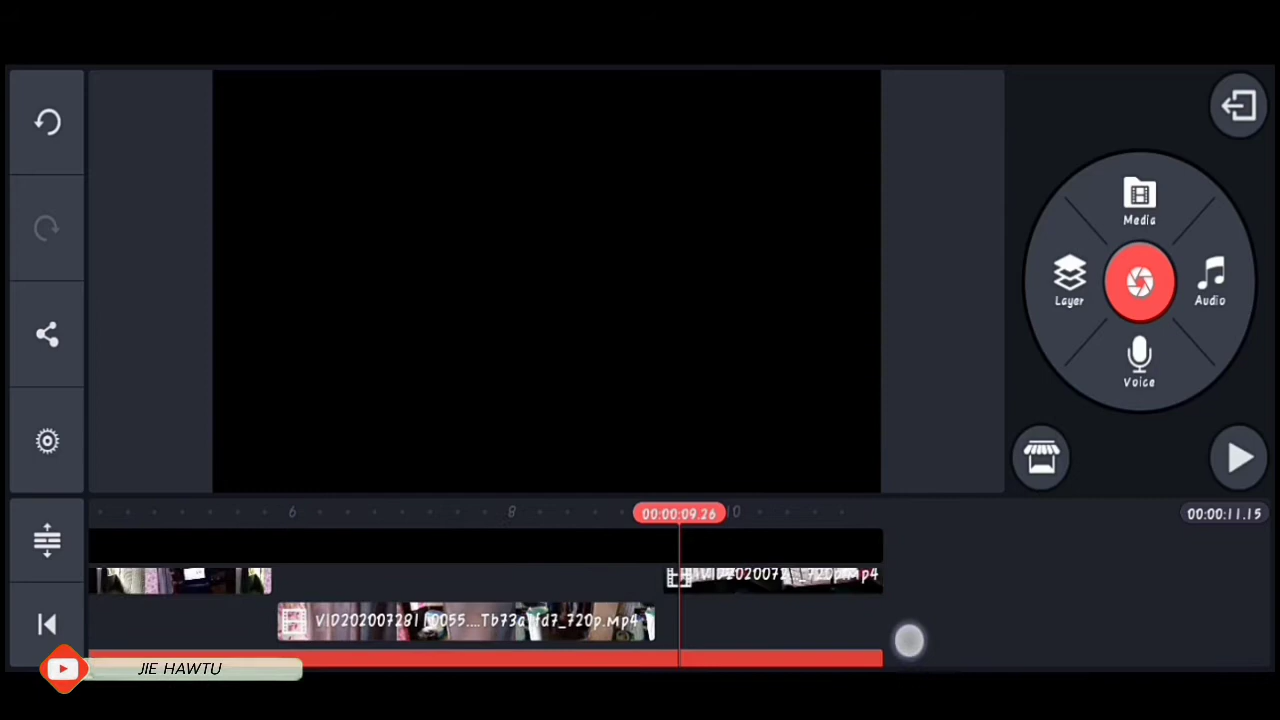 Media
Layer
Audio
Voice
6
8
00:00:09.26
10
00:00:11.15
JIE HAWTU